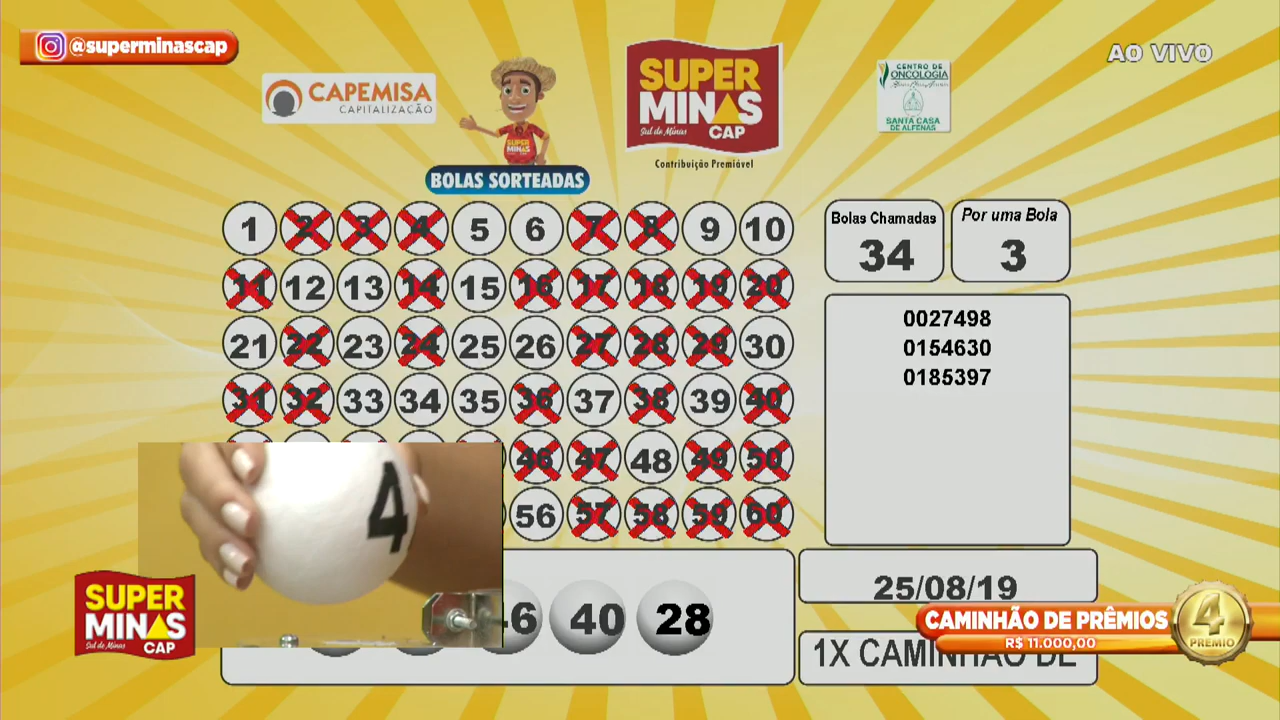 @superminascap
AO VIVO
CAPEMISA
CAPITALIZAÇÃO
SUPER
MINAS
Sul de Minas
CAP
Contribuição Premiável
CENTRO DE
ONCOLOGIA
SANTA CASA
DE ALFENAS
SUPER
MINAS
BOLAS SORTEADAS
1 2 3 4 5 6 7 8 9 10
11 12 13 14 15 16 17 18 19 20
21 22 23 24 25 26 27 28 29 30
31 32 33 34 35 36 37 38 39 40
46 47 48 49 50
56 57 58 59 60
Bolas Chamadas
34
Por uma Bola
3
0027498
0154630
0185397
4
46 40 28
25/08/19
1X CAMINHÃO DE
CAMINHÃO DE PRÊMIOS
R$ 11.000,00
4
PRÊMIO
SUPER
MINAS
Sul de Minas
CAP